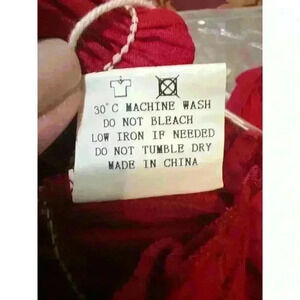 30°C MACHINE WASH
DO NOT BLEACH
LOW IRON IF NEEDED
DO NOT TUMBLE DRY
MADE IN CHINA